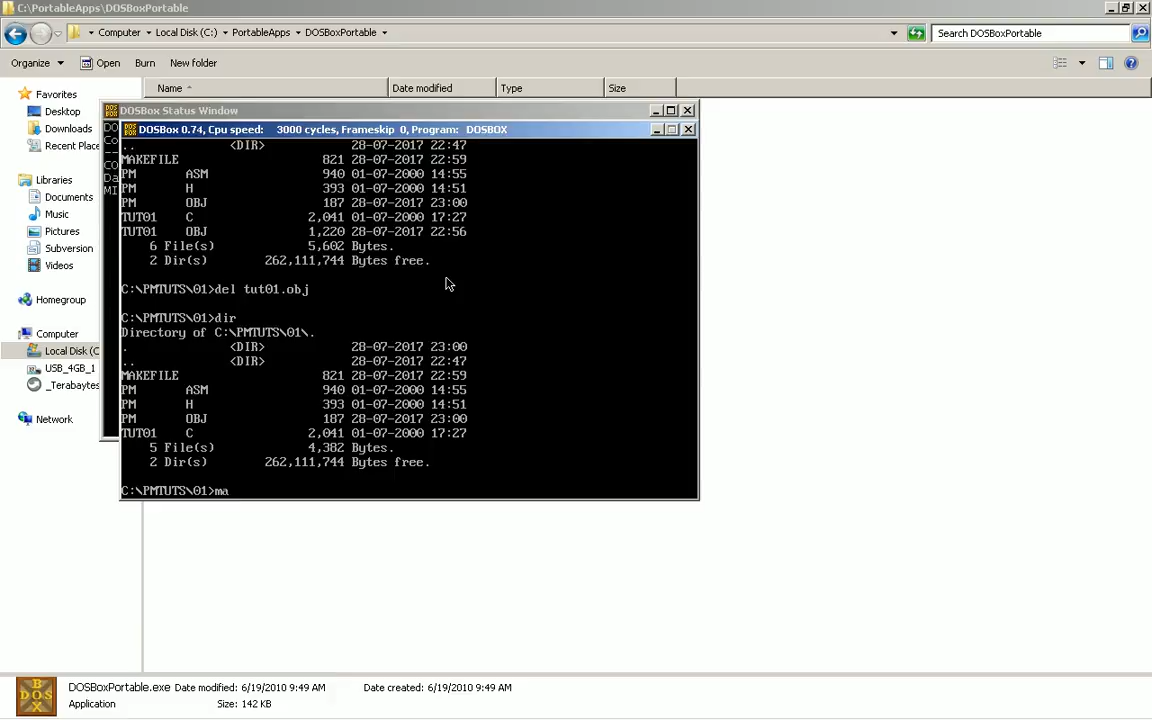 C:\PortableApps\DOSBoxPortable
Computer Local Disk (C:) PortableApps DOSBoxPortable
Search DOSBoxPortable
Organize Open Burn New folder
Name Date modified Type Size
Favorites
Desktop
Downloads
Recent Place
Libraries
Documents
Music
Pictures
Subversion
Videos
Homegroup
Computer
Local Disk (C
USB_4GB_1
_Terabytes
Network
DOSBox Status Window
DO
Co
--
CO
Da
MI
DOSBox 0.74, Cpu speed: 3000 cycles, Frameskip 0, Program: DOSBOX
.. <DIR> 28-07-2017 22:47
MAKEFILE 821 28-07-2017 22:59
PM ASM 940 01-07-2000 14:55
PM H 393 01-07-2000 14:51
PM OBJ 187 28-07-2017 23:00
TUT01 C 2,041 01-07-2000 17:27
TUT01 OBJ 1,220 28-07-2017 22:56
6 File(s) 5,602 Bytes.
2 Dir(s) 262,111,744 Bytes free.
C:\PMTUTS\01>del tut01.obj
C:\PMTUTS\01>dir
Directory of C:\PMTUTS\01\.
. <DIR> 28-07-2017 23:00
.. <DIR> 28-07-2017 22:47
MAKEFILE 821 28-07-2017 22:59
PM ASM 940 01-07-2000 14:55
PM H 393 01-07-2000 14:51
PM OBJ 187 28-07-2017 23:00
TUT01 C 2,041 01-07-2000 17:27
5 File(s) 4,382 Bytes.
2 Dir(s) 262,111,744 Bytes free.
C:\PMTUTS\01>ma
DOSBoxPortable.exe Date modified: 6/19/2010 9:49 AM Date created: 6/19/2010 9:49 AM
Application Size: 142 KB
DOS
BOX